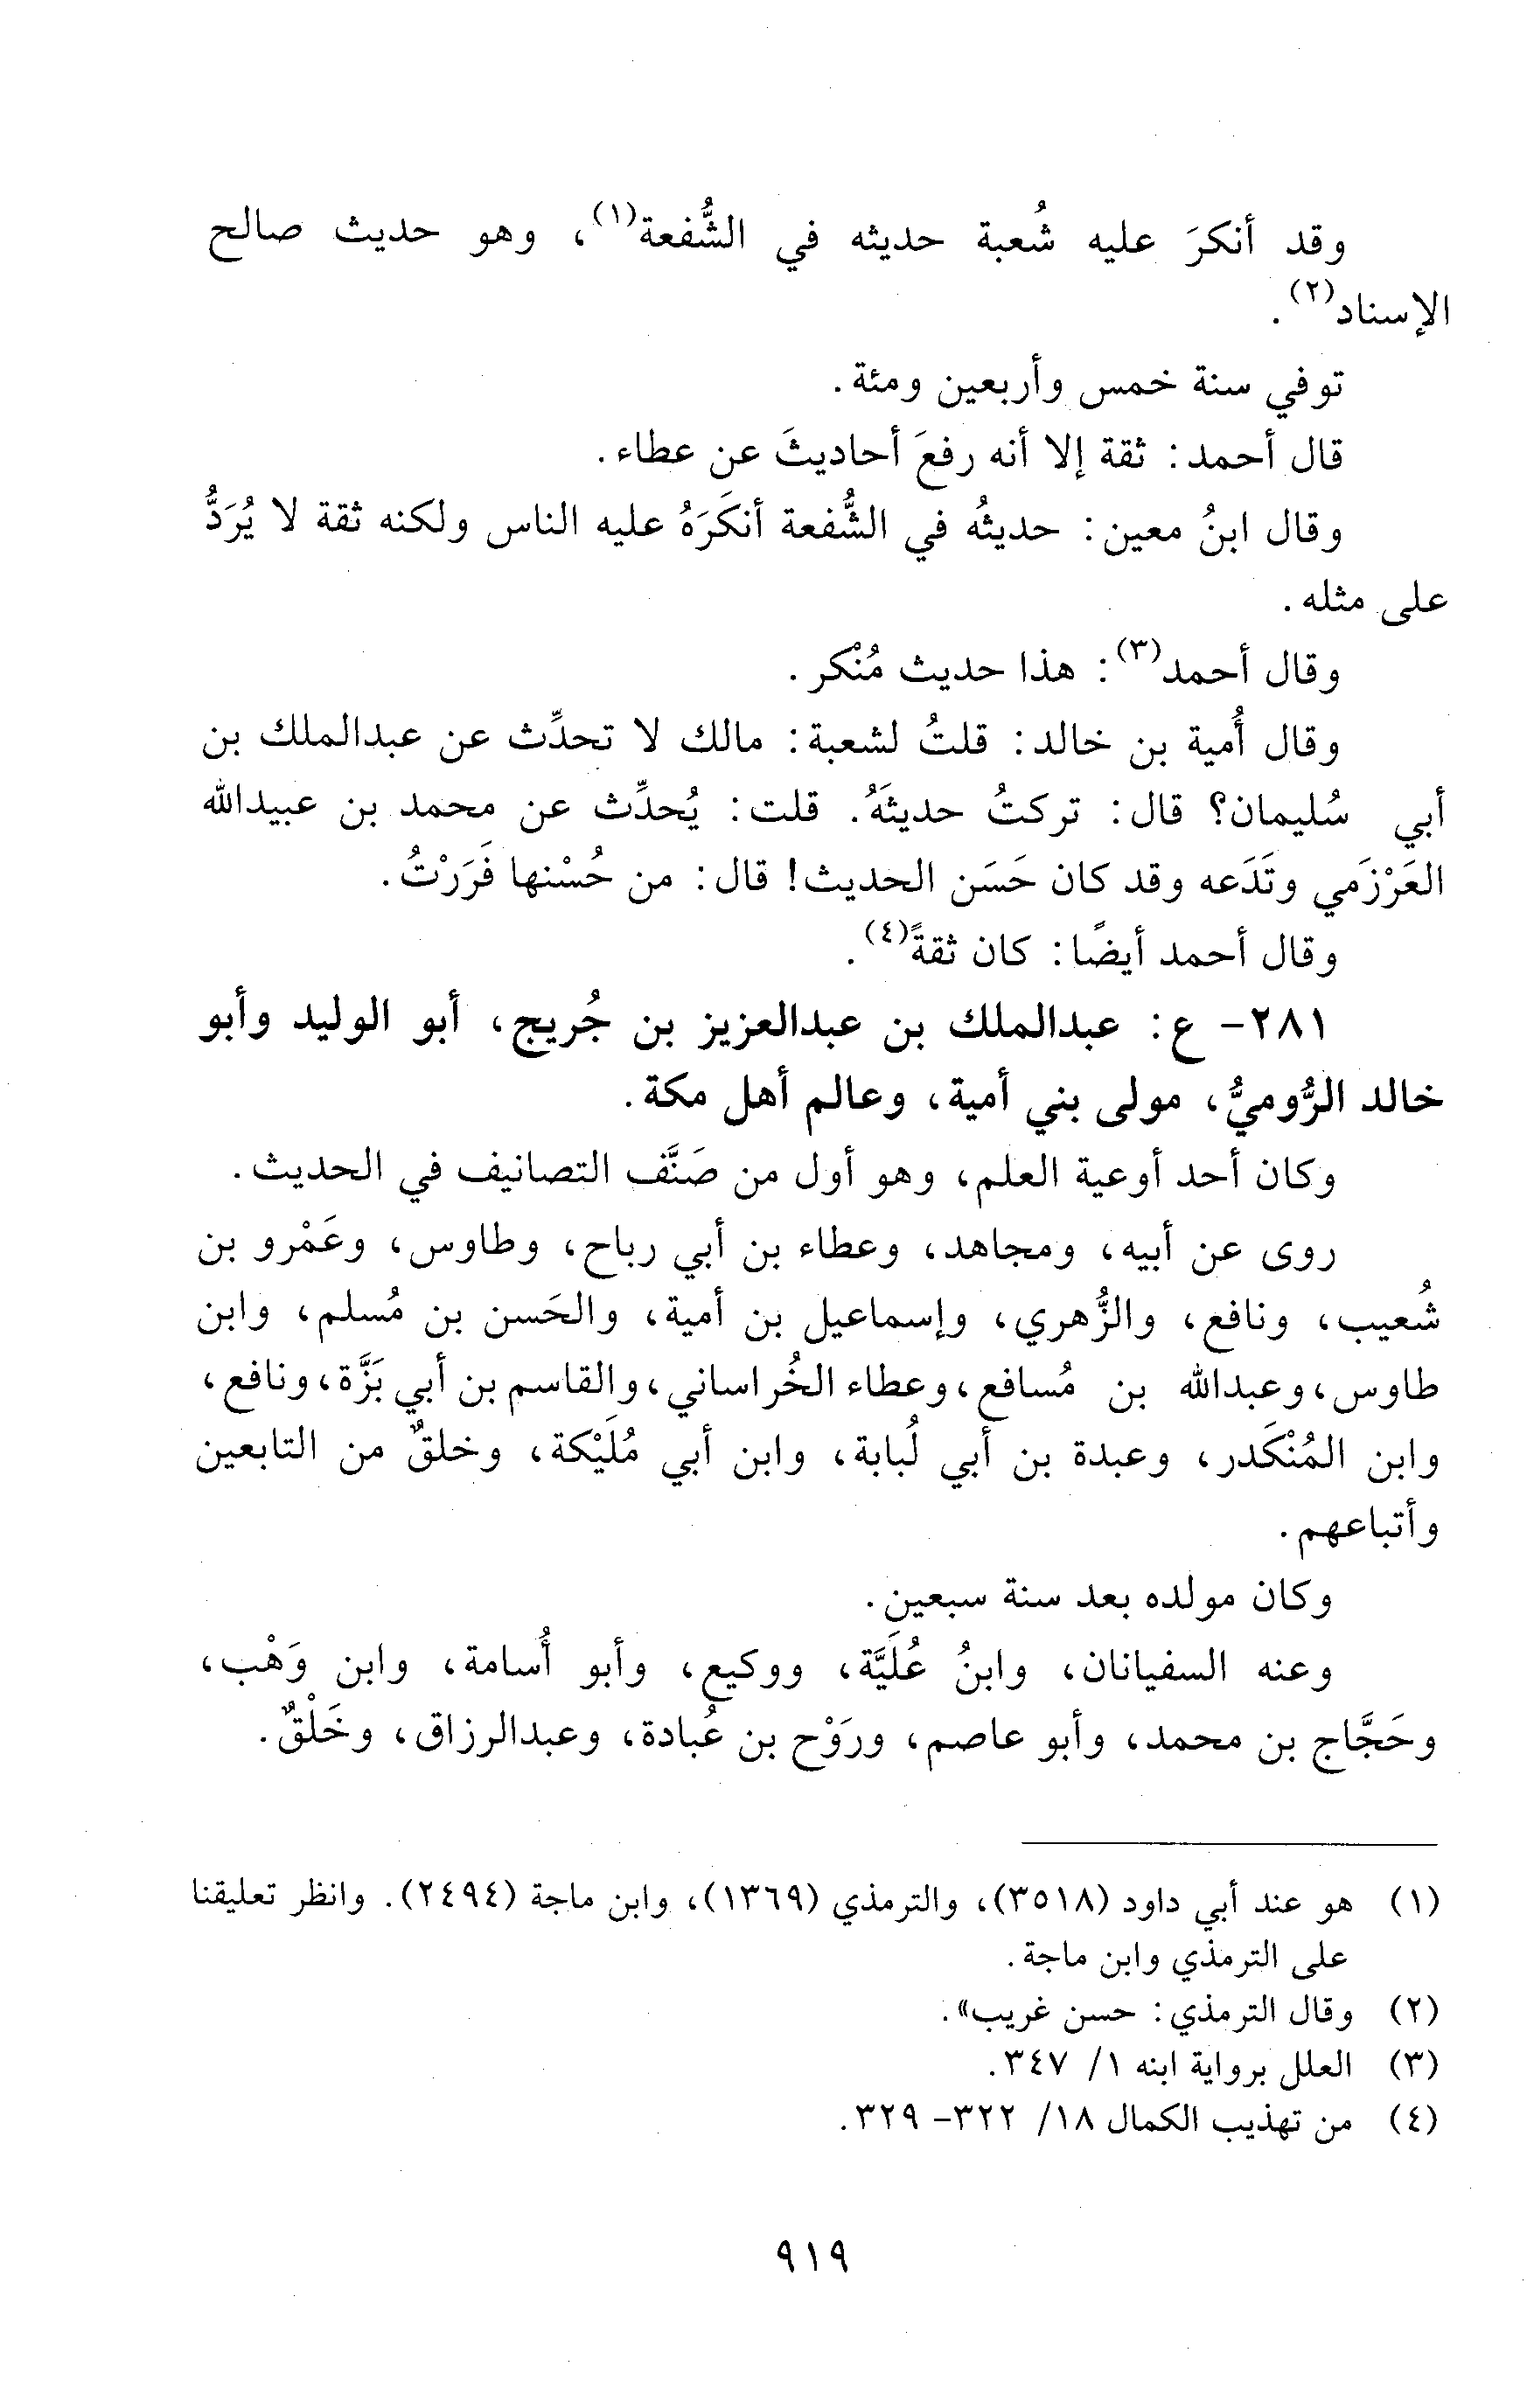 وقد أنكرَ عليه شُعبة حديثه في الشُّفعة(١)، وهو حديث صالح
الإسناد(٢).
توفي سنة خمس وأربعين ومئة.
قال أحمد: ثقة إلا أنه رفعَ أحاديثَ عن عطاء.
وقال ابنُ معين: حديثُه في الشُّفعة أنكَرَهُ عليه الناس ولكنه ثقة لا يُرَدُّ
على مثله.
وقال أحمد(٣): هذا حديث مُنْكر.
وقال أُمية بن خالد: قلتُ لشعبة: مالك لا تحدِّث عن عبدالملك بن
أبي سُليمان؟ قال: تركتُ حديثَهُ. قلت: يُحدِّث عن محمد بن عبيدالله
العَرْزَمي وتَدَعه وقد كان حَسَن الحديث! قال: من حُسْنها فَرَرْتُ.
وقال أحمد أيضًا: كان ثقةً(٤).
٢٨١- ع: عبدالملك بن عبدالعزيز بن جُريج، أبو الوليد وأبو
خالد الرُّوميُّ، مولى بني أمية، وعالم أهل مكة.
وكان أحد أوعية العلم، وهو أول من صَنَّف التصانيف في الحديث.
روى عن أبيه، ومجاهد، وعطاء بن أبي رباح، وطاوس، وعَمْرو بن
شُعيب، ونافع، والزُّهري، وإسماعيل بن أمية، والحَسن بن مُسلم، وابن
طاوس، وعبدالله بن مُسافع، وعطاء الخُراساني، والقاسم بن أبي بَزَّة، ونافع،
وابن المُنْكَدر، وعبدة بن أبي لُبابة، وابن أبي مُلَيْكة، وخلقٌ من التابعين
وأتباعهم.
وكان مولده بعد سنة سبعين.
وعنه السفيانان، وابنُ عُلَيَّة، ووكيع، وأبو أُسامة، وابن وَهْب،
وحَجَّاج بن محمد، وأبو عاصم، ورَوْح بن عُبادة، وعبدالرزاق، وخَلْقٌ.
(١) هو عند أبي داود (٣٥١٨)، والترمذي (١٣٦٩)، وابن ماجة (٢٤٩٤). وانظر تعليقنا
على الترمذي وابن ماجة.
(٢) وقال الترمذي: حسن غريب».
(٣) العلل برواية ابنه ١/ ٣٤٧.
(٤) من تهذيب الكمال ١٨/ ٣٢٢- ٣٢٩.
٩١٩